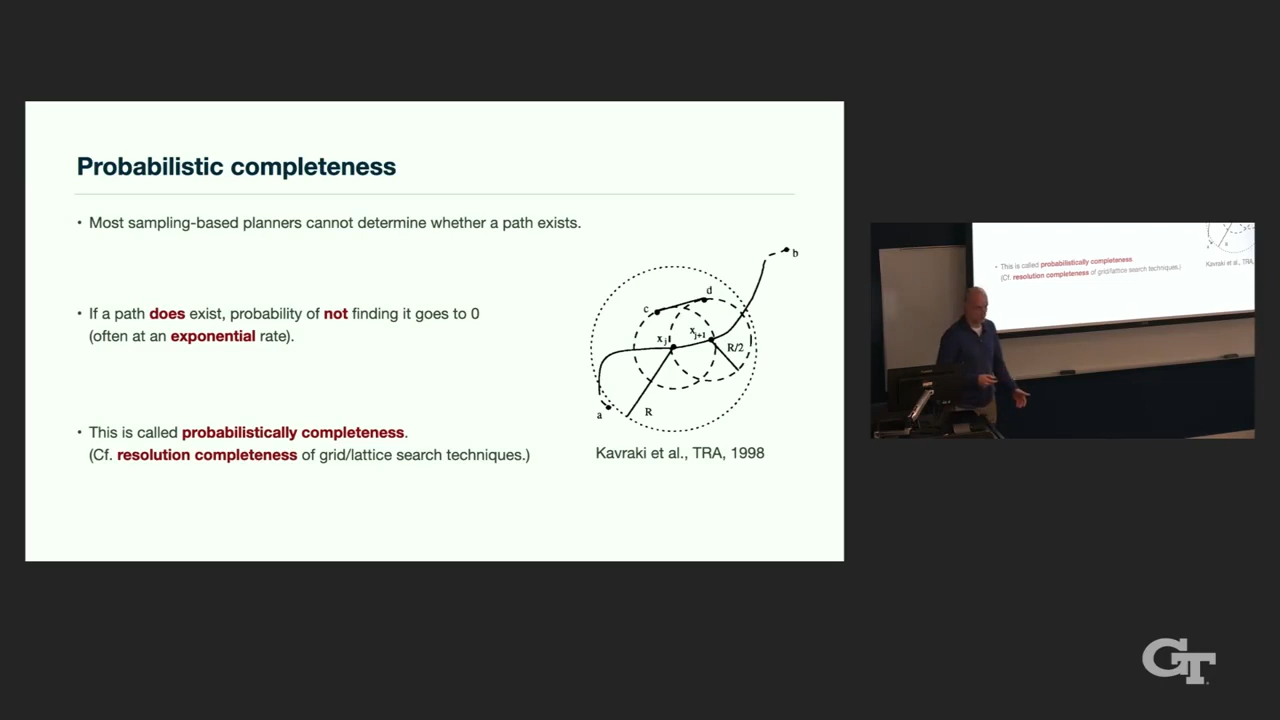 Probabilistic completeness
• Most sampling-based planners cannot determine whether a path exists.
• If a path does exist, probability of not finding it goes to 0
(often at an exponential rate).
• This is called probabilistically completeness.
(Cf. resolution completeness of grid/lattice search techniques.)
b
d
c
x_j
x_{j+1}
R/2
a
R
Kavraki et al., TRA, 1998
• This is called probabilistically completeness
(Cf. resolution completeness of grid/lattice search techniques.)
Kavraki et al., TRA,
GT